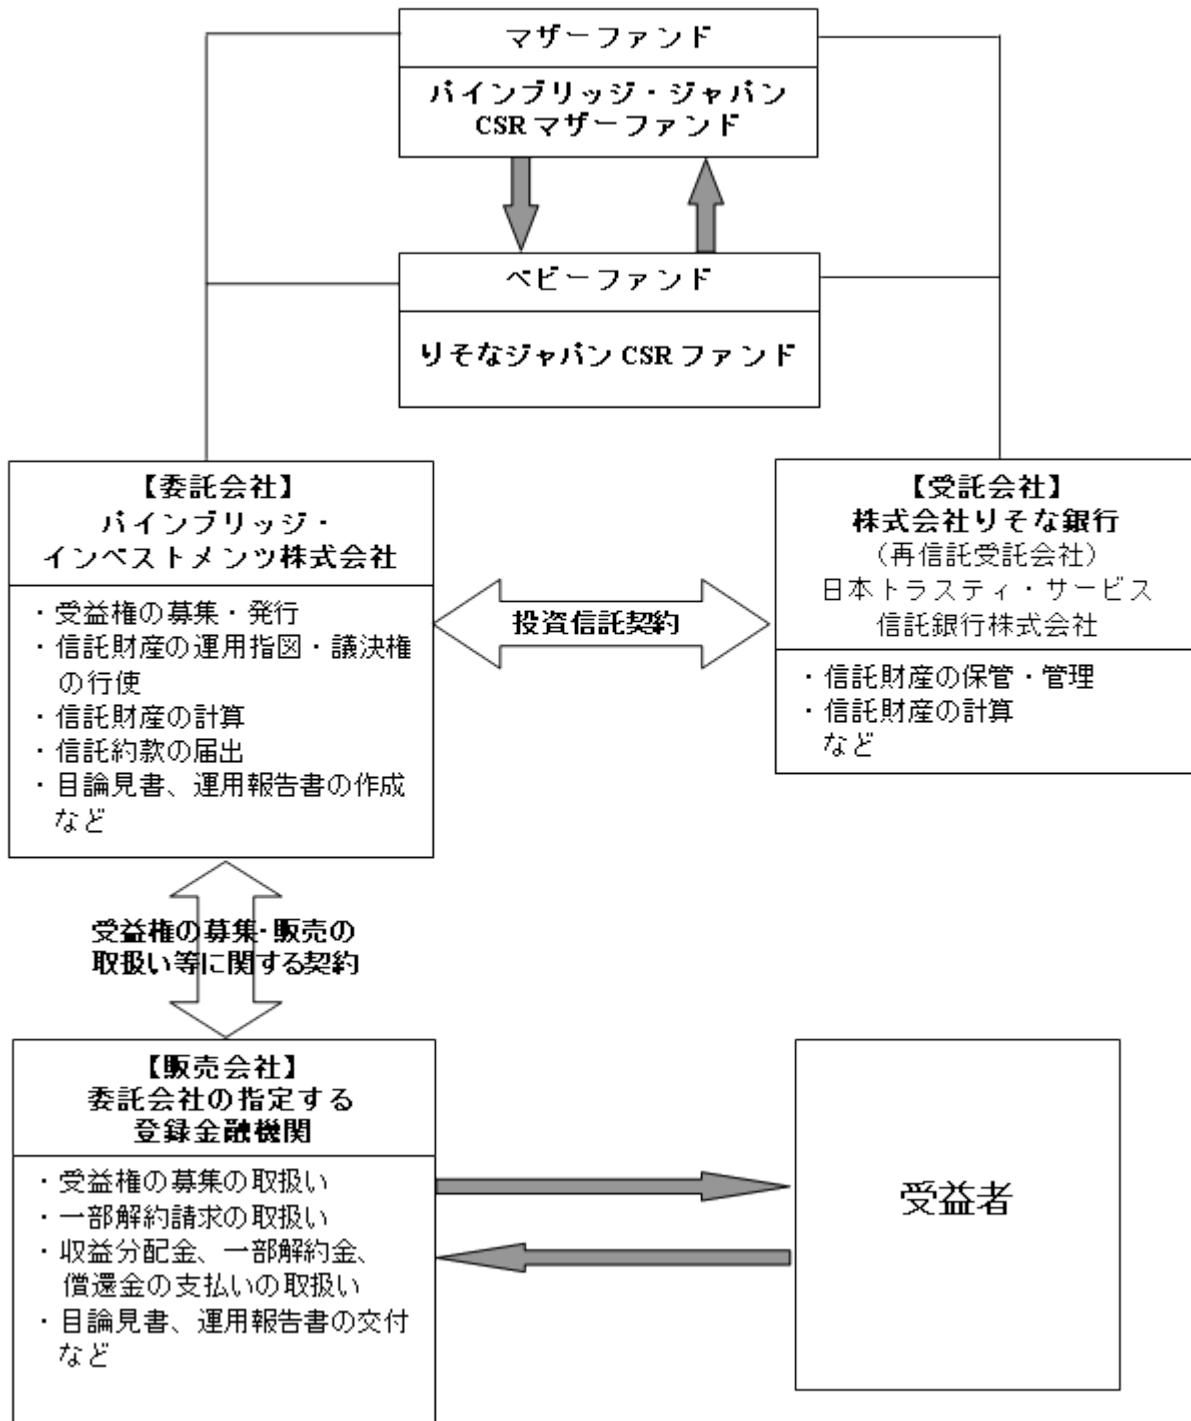 マザーファンド
パインブリッジ・ジャパン
CSRマザーファンド
ベビーファンド
りそなジャパンCSRファンド
【委託会社】
パインブリッジ・
インベストメンツ株式会社
・受益権の募集・発行
・信託財産の運用指図・議決権
の行使
・信託財産の計算
・信託約款の届出
・目論見書、運用報告書の作成
など
投資信託契約
【受託会社】
株式会社りそな銀行
（再信託受託会社）
日本トラスティ・サービス
信託銀行株式会社
・信託財産の保管・管理
・信託財産の計算
など
受益権の募集・販売の
取扱い等に関する契約
【販売会社】
委託会社の指定する
登録金融機関
・受益権の募集の取扱い
・一部解約請求の取扱い
・収益分配金、一部解約金、
償還金の支払いの取扱い
・目論見書、運用報告書の交付
など
受益者